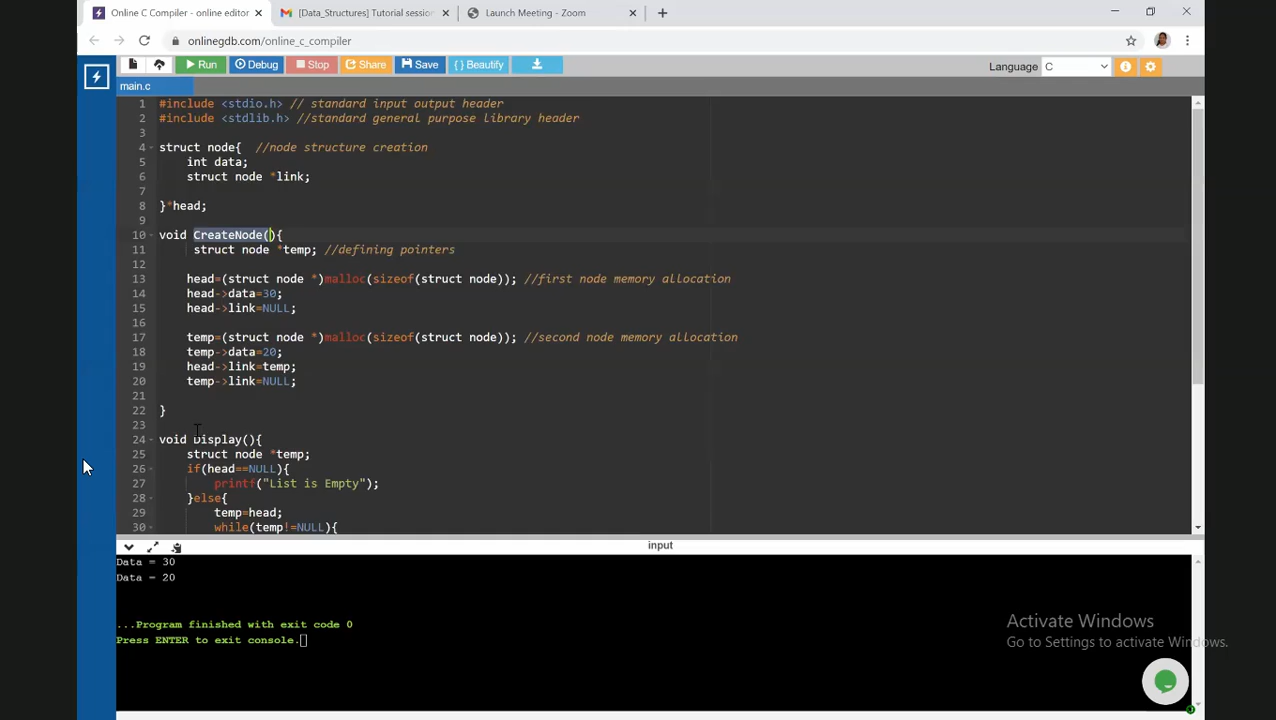 Online C Compiler - online editor
[Data_Structures] Tutorial session
Launch Meeting - Zoom
onlinegdb.com/online_c_compiler
Run
Debug
Stop
Share
Save
{ } Beautify
Language C
main.c
1 #include <stdio.h> // standard input output header
2 #include <stdlib.h> //standard general purpose library header
3
4 struct node{ //node structure creation
5 int data;
6 struct node *link;
7
8 }*head;
9
10 void CreateNode(){
11 struct node *temp; //defining pointers
12
13 head=(struct node *)malloc(sizeof(struct node)); //first node memory allocation
14 head->data=30;
15 head->link=NULL;
16
17 temp=(struct node *)malloc(sizeof(struct node)); //second node memory allocation
18 temp->data=20;
19 head->link=temp;
20 temp->link=NULL;
21
22 }
23
24 void Display(){
25 struct node *temp;
26 if(head==NULL){
27 printf("List is Empty");
28 }else{
29 temp=head;
30 while(temp!=NULL){
input
Data = 30
Data = 20
...Program finished with exit code 0
Press ENTER to exit console.
Activate Windows
Go to Settings to activate Windows.